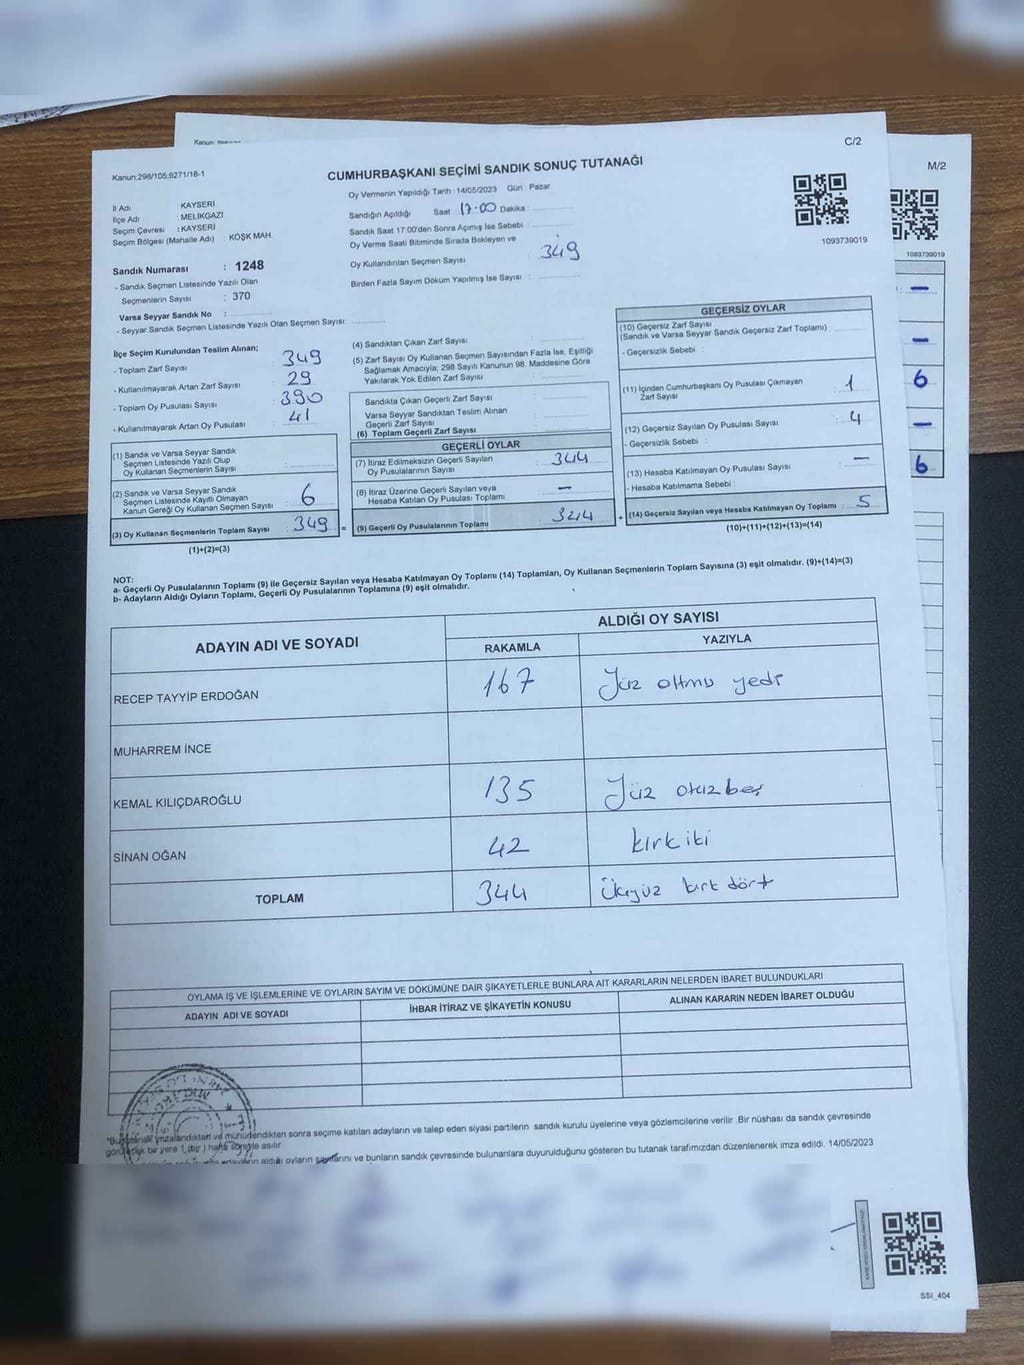 C/2
M/2
Kanun:298/105;6271/18-1
CUMHURBAŞKANI SEÇİMİ SANDIK SONUÇ TUTANAĞI
Oy Vermenin Yapıldığı Tarih : 14/05/2023 Gün : Pazar
İl Adı : KAYSERİ
İlçe Adı : MELİKGAZİ
Seçim Çevresi : KAYSERİ
Seçim Bölgesi (Mahalle Adı) : KÖŞK MAH.
Sandığın Açıldığı Saat 17:00 Dakika :
Sandık Saat 17:00'den Sonra Açımış İse Sebebi :
Oy Verme Saati Bitiminde Sırada Bekleyen ve
Oy Kullandırılan Seçmen Sayısı : 349
Birden Fazla Sayım Döküm Yapılmış İse Sayısı :
1093739019
1083739019
Sandık Numarası : 1248
- Sandık Seçmen Listesinde Yazılı Olan
Seçmenlerin Sayısı : 370
Varsa Seyyar Sandık No :
- Seyyar Sandık Listesinde Yazılı Olan Seçmen Sayısı:
İlçe Seçim Kurulundan Teslim Alınan;
- Toplam Zarf Sayısı : 349
- Kullanılmayarak Artan Zarf Sayısı : 29
- Toplam Oy Pusulası Sayısı : 390
- Kullanılmayarak Artan Oy Pusulası : 41
(1) Sandık ve Varsa Seyyar Sandık
Seçmen Listesinde Yazılı Olup
Oy Kullanan Seçmenlerin Sayısı :
(2) Sandık ve Varsa Seyyar Sandık
Seçmen Listesinde Kayıtlı Olmayan
Kanun Gereği Oy Kullanan Seçmen Sayısı : 6
(3) Oy Kullanan Seçmenlerin Toplam Sayısı : 349 =
(1)+(2)=(3)
(4) Sandıktan Çıkan Zarf Sayısı :
(5) Zarf Sayısı Oy Kullanan Seçmen Sayısından Fazla İse, Eşitliği
Sağlamak Amacıyla, 298 Sayılı Kanunun 98. Maddesine Göre
Yakılarak Yok Edilen Zarf Sayısı :
Sandıkta Çıkan Geçerli Zarf Sayısı :
Varsa Seyyar Sandıktan Teslim Alınan
Geçerli Zarf Sayısı :
(6) Toplam Geçerli Zarf Sayısı :
GEÇERLİ OYLAR
(7) İtiraz Edilmeksizin Geçerli Sayılan
Oy Pusulalarının Sayısı : 344
(8) İtiraz Üzerine Geçerli Sayılan veya
Hesaba Katılan Oy Pusulası Toplamı : –
(9) Geçerli Oy Pusulalarının Toplamı : 344 +
GEÇERSİZ OYLAR
(10) Geçersiz Zarf Sayısı
(Sandık ve Varsa Seyyar Sandık Geçersiz Zarf Toplamı) :
- Geçersizlik Sebebi :
(11) İçinden Cumhurbaşkanı Oy Pusulası Çıkmayan
Zarf Sayısı : 1
(12) Geçersiz Sayılan Oy Pusulası Sayısı : 4
- Geçersizlik Sebebi :
(13) Hesaba Katılmayan Oy Pusulası Sayısı : –
- Hesaba Katılmama Sebebi :
(14) Geçersiz Sayılan veya Hesaba Katılmayan Oy Toplamı : 5
(10)+(11)+(12)+(13)=(14)
–
–
6
–
6
NOT:
a- Geçerli Oy Pusulalarının Toplamı (9) ile Geçersiz Sayılan veya Hesaba Katılmayan Oy Toplamı (14) Toplamları, Oy Kullanan Seçmenlerin Toplam Sayısına (3) eşit olmalıdır. (9)+(14)=(3)
b- Adayların Aldığı Oyların Toplamı, Geçerli Oy Pusulalarının Toplamına (9) eşit olmalıdır.
ADAYIN ADI VE SOYADI
ALDIĞI OY SAYISI
RAKAMLA YAZIYLA
RECEP TAYYİP ERDOĞAN 167 Yüz altmış yedi
MUHARREM İNCE
KEMAL KILIÇDAROĞLU 135 Yüz otuzbeş
SİNAN OĞAN 42 kırkiki
TOPLAM 344 Üçyüz kırk dört
OYLAMA İŞ VE İŞLEMLERİNE VE OYLARIN SAYIM VE DÖKÜMÜNE DAİR ŞİKAYETLERLE BUNLARA AİT KARARLARIN NELERDEN İBARET BULUNDUKLARI
ADAYIN ADI VE SOYADI İHBAR İTİRAZ VE ŞİKAYETİN KONUSU ALINAN KARARIN NEDEN İBARET OLDUĞU
imzalandıktan ve mühürlendikten sonra seçime katılan adayların ve talep eden siyasi partilerin sandık kurulu üyelerine veya gözlemcilerine verilir .Bir nüshası da sandık çevresinde
görülecek bir yere 1 (bir ) hafta süreyle asılır.
aldığı oyların sayılarını ve bunların sandık çevresinde bulunanlara duyurulduğunu gösteren bu tutanak tarafımızdan düzenlenerek imza edildi. 14/05/2023
SSI_404